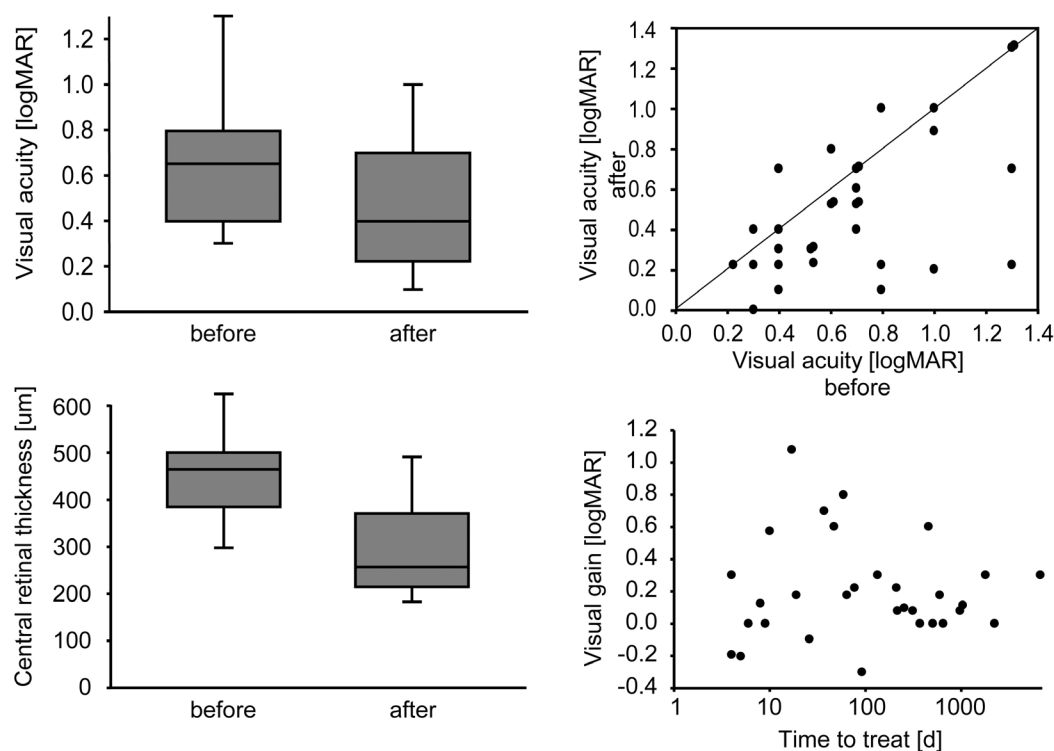 Visual acuity [logMAR]
1.2
1.0
0.8
0.6
0.4
0.2
0.0
before after
Visual acuity [logMAR]
after
1.4
1.2
1.0
0.8
0.6
0.4
0.2
0.0
0.0 0.2 0.4 0.6 0.8 1.0 1.2 1.4
Visual acuity [logMAR]
before
Central retinal thickness [um]
600
500
400
300
200
100
0
before after
Visual gain [logMAR]
1.2
1.0
0.8
0.6
0.4
0.2
0.0
-0.2
-0.4
1 10 100 1000
Time to treat [d]